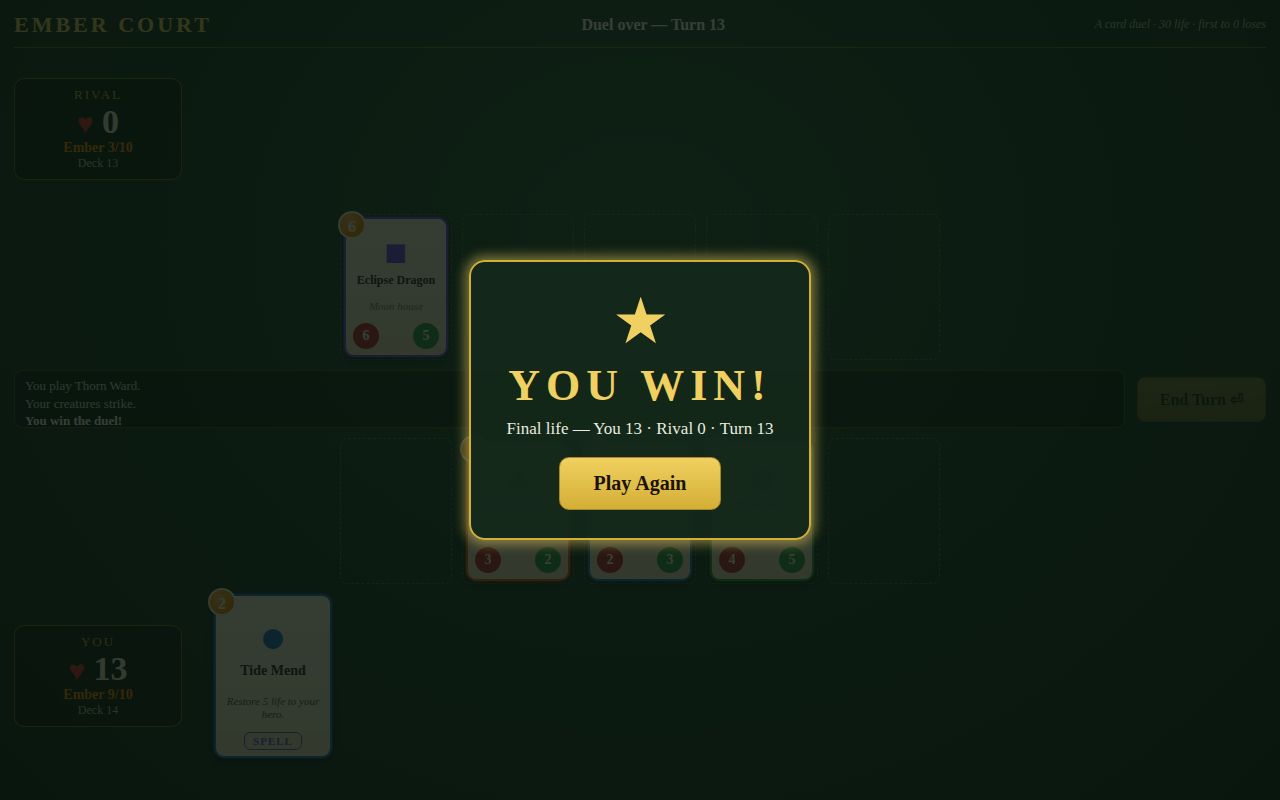 EMBER COURT
Duel over — Turn 13
A card duel · 30 life · first to 0 loses
RIVAL
♥ 0
Ember 3/10
Deck 13
6
Eclipse Dragon
Moon house
6 5
You play Thorn Ward.
Your creatures strike.
You win the duel!
End Turn ⏎
★
YOU WIN!
Final life — You 13 · Rival 0 · Turn 13
Play Again
3 2
2 3
4 5
YOU
♥ 13
Ember 9/10
Deck 14
2
Tide Mend
Restore 5 life to your
hero.
SPELL